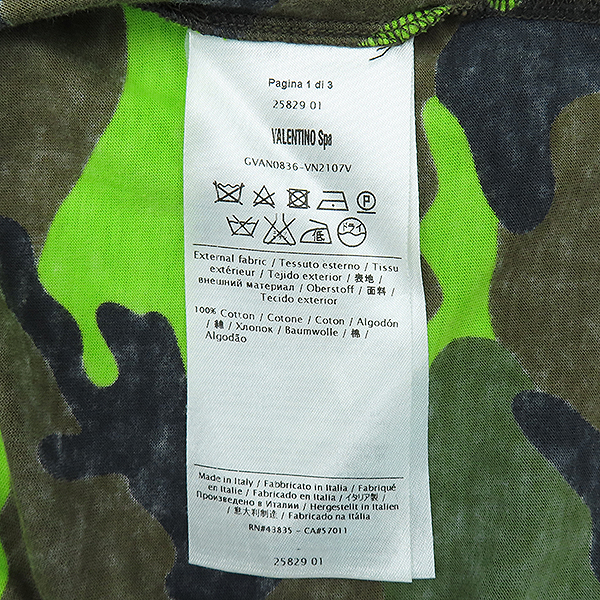 Pagina 1 di 3
25829 01
VALENTINO Spa
GVAN0836-VN2107V
P
低
ドライ
External fabric / Tessuto esterno / Tissu
extérieur / Tejido exterior / 表地 /
внешний материал / Oberstoff / 面料 /
Tecido exterior
100% Cotton / Cotone / Coton / Algodón
/ 綿 / Хлопок / Baumwolle / 棉 /
Algodão
Made in Italy / Fabbricato in Italia / Fabriqué
en Italie / Fabricado en Italia / イタリア製 /
Произведено в Италии / Hergestellt in Italien
/ 意大利制造 / Fabricado na Itália
RN#43835 - CA#57011
-
25829 01